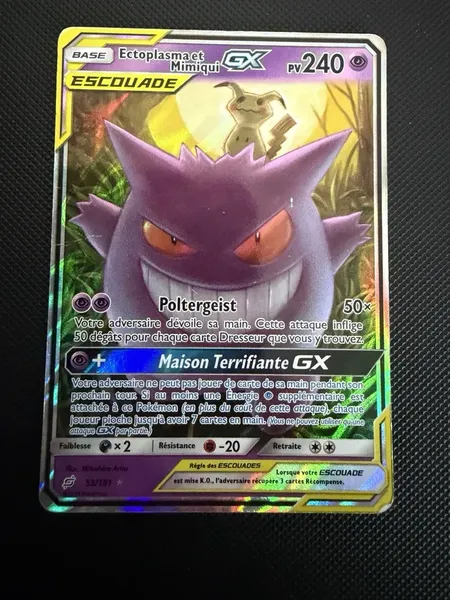 BASE
Ectoplasma et
Mimiqui GX
PV 240
ESCOUADE
Poltergeist 50×
Votre adversaire dévoile sa main. Cette attaque inflige
50 dégâts pour chaque carte Dresseur que vous y trouvez.
+ Maison Terrifiante GX
Votre adversaire ne peut pas jouer de carte de sa main pendant son
prochain tour. Si au moins une Énergie supplémentaire est
attachée à ce Pokémon (en plus du coût de cette attaque), chaque
joueur pioche jusqu'à avoir 7 cartes en main. (Vous ne pouvez utiliser qu'une
attaque GX par partie.)
Faiblesse ×2 Résistance -20 Retraite
Illus. Mitsuhiro Arita
53/181
Règle des ESCOUADES
Lorsque votre ESCOUADE
est mise K.O., l'adversaire récupère 3 cartes Récompense.